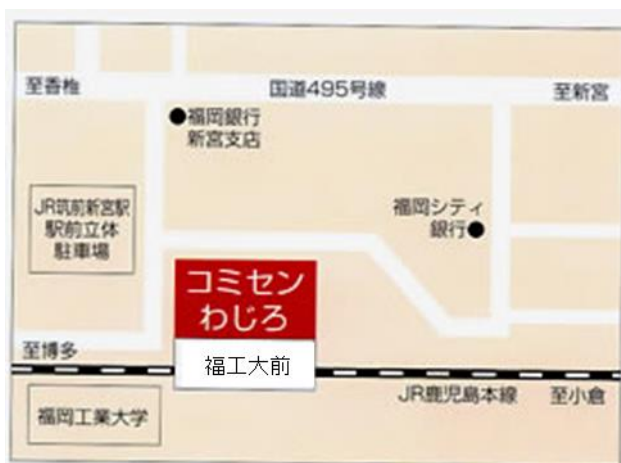 至香椎
国道495号線
至新宮
●福岡銀行
新宮支店
JR筑前新宮駅
駅前立体
駐車場
福岡シティ
銀行●
コミセン
わじろ
福工大前
至博多
JR鹿児島本線
至小倉
福岡工業大学